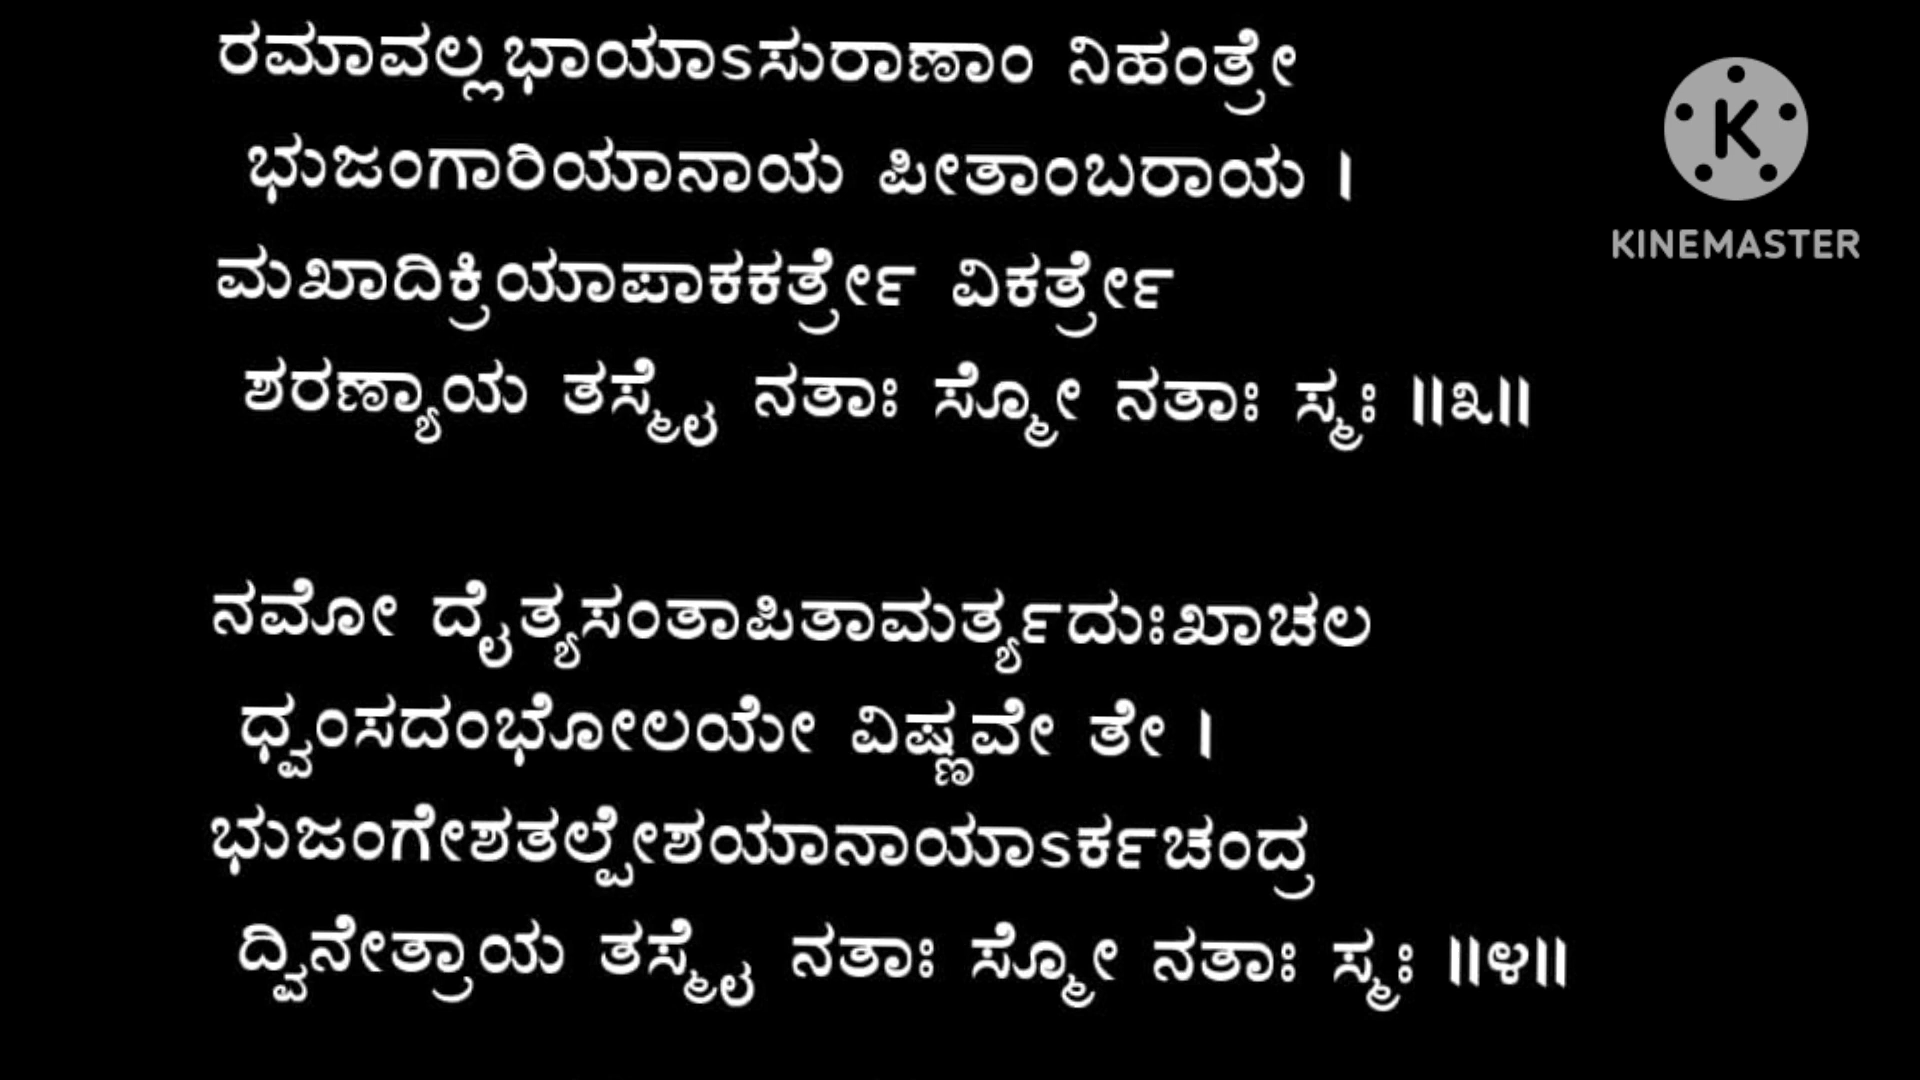 ರಮಾವಲ್ಲಭಾಯಾಽಸುರಾಣಾಂ ನಿಹಂತ್ರೇ
ಭುಜಂಗಾರಿಯಾನಾಯ ಪೀತಾಂಬರಾಯ ।
ಮಖಾದಿಕ್ರಿಯಾಪಾಕಕರ್ತ್ರೇ ವಿಕರ್ತ್ರೇ
ಶರಣ್ಯಾಯ ತಸ್ಮೈ ನತಾಃ ಸ್ಮೋ ನತಾಃ ಸ್ಮಃ ॥೩॥
ನಮೋ ದೈತ್ಯಸಂತಾಪಿತಾಮರ್ತ್ಯದುಃಖಾಚಲ
ಧ್ವಂಸದಂಭೋಲಯೇ ವಿಷ್ಣವೇ ತೇ ।
ಭುಜಂಗೇಶತಲ್ಪೇಶಯಾನಾಯಾಽರ್ಕಚಂದ್ರ
ದ್ವಿನೇತ್ರಾಯ ತಸ್ಮೈ ನತಾಃ ಸ್ಮೋ ನತಾಃ ಸ್ಮಃ ॥೪॥
K
KINEMASTER